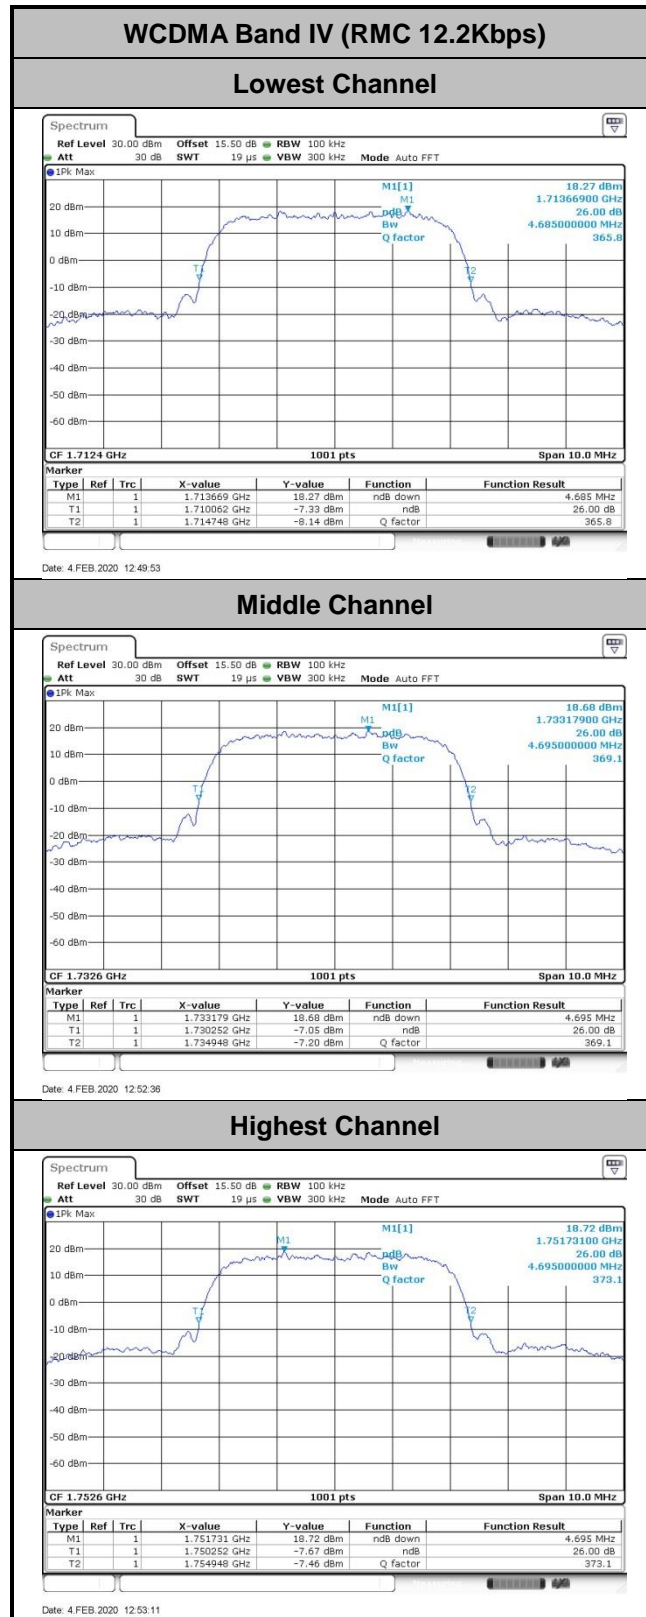 WCDMA Band IV (RMC 12.2Kbps)
Lowest Channel
Spectrum
Ref Level 30.00 dBm Offset 15.50 dB RBW 100 kHz
Att 30 dB SWT 19 µs VBW 300 kHz Mode Auto FFT
1Pk Max
M1[1] 18.27 dBm
M1 1.71366900 GHz
20 dBm ndB 26.00 dB
Bw 4.685000000 MHz
10 dBm Q factor 365.8
0 dBm
T1 T2
-10 dBm
-20 dBm
-30 dBm
-40 dBm
-50 dBm
-60 dBm
CF 1.7124 GHz 1001 pts Span 10.0 MHz
Marker
Type Ref Trc X-value Y-value Function Function Result
M1 1 1.713669 GHz 18.27 dBm ndB down 4.685 MHz
T1 1 1.710062 GHz -7.33 dBm ndB 26.00 dB
T2 1 1.714748 GHz -8.14 dBm Q factor 365.8
Date: 4.FEB.2020 12:49:53
Middle Channel
Spectrum
Ref Level 30.00 dBm Offset 15.50 dB RBW 100 kHz
Att 30 dB SWT 19 µs VBW 300 kHz Mode Auto FFT
1Pk Max
M1[1] 18.68 dBm
M1 1.73317900 GHz
20 dBm ndB 26.00 dB
Bw 4.695000000 MHz
10 dBm Q factor 369.1
0 dBm
T1 T2
-10 dBm
-20 dBm
-30 dBm
-40 dBm
-50 dBm
-60 dBm
CF 1.7326 GHz 1001 pts Span 10.0 MHz
Marker
Type Ref Trc X-value Y-value Function Function Result
M1 1 1.733179 GHz 18.68 dBm ndB down 4.695 MHz
T1 1 1.730252 GHz -7.05 dBm ndB 26.00 dB
T2 1 1.734948 GHz -7.20 dBm Q factor 369.1
Date: 4.FEB.2020 12:52:36
Highest Channel
Spectrum
Ref Level 30.00 dBm Offset 15.50 dB RBW 100 kHz
Att 30 dB SWT 19 µs VBW 300 kHz Mode Auto FFT
1Pk Max
M1[1] 18.72 dBm
M1 1.75173100 GHz
20 dBm ndB 26.00 dB
Bw 4.695000000 MHz
10 dBm Q factor 373.1
0 dBm
T1 T2
-10 dBm
-20 dBm
-30 dBm
-40 dBm
-50 dBm
-60 dBm
CF 1.7526 GHz 1001 pts Span 10.0 MHz
Marker
Type Ref Trc X-value Y-value Function Function Result
M1 1 1.751731 GHz 18.72 dBm ndB down 4.695 MHz
T1 1 1.750252 GHz -7.67 dBm ndB 26.00 dB
T2 1 1.754948 GHz -7.46 dBm Q factor 373.1
Date: 4.FEB.2020 12:53:11